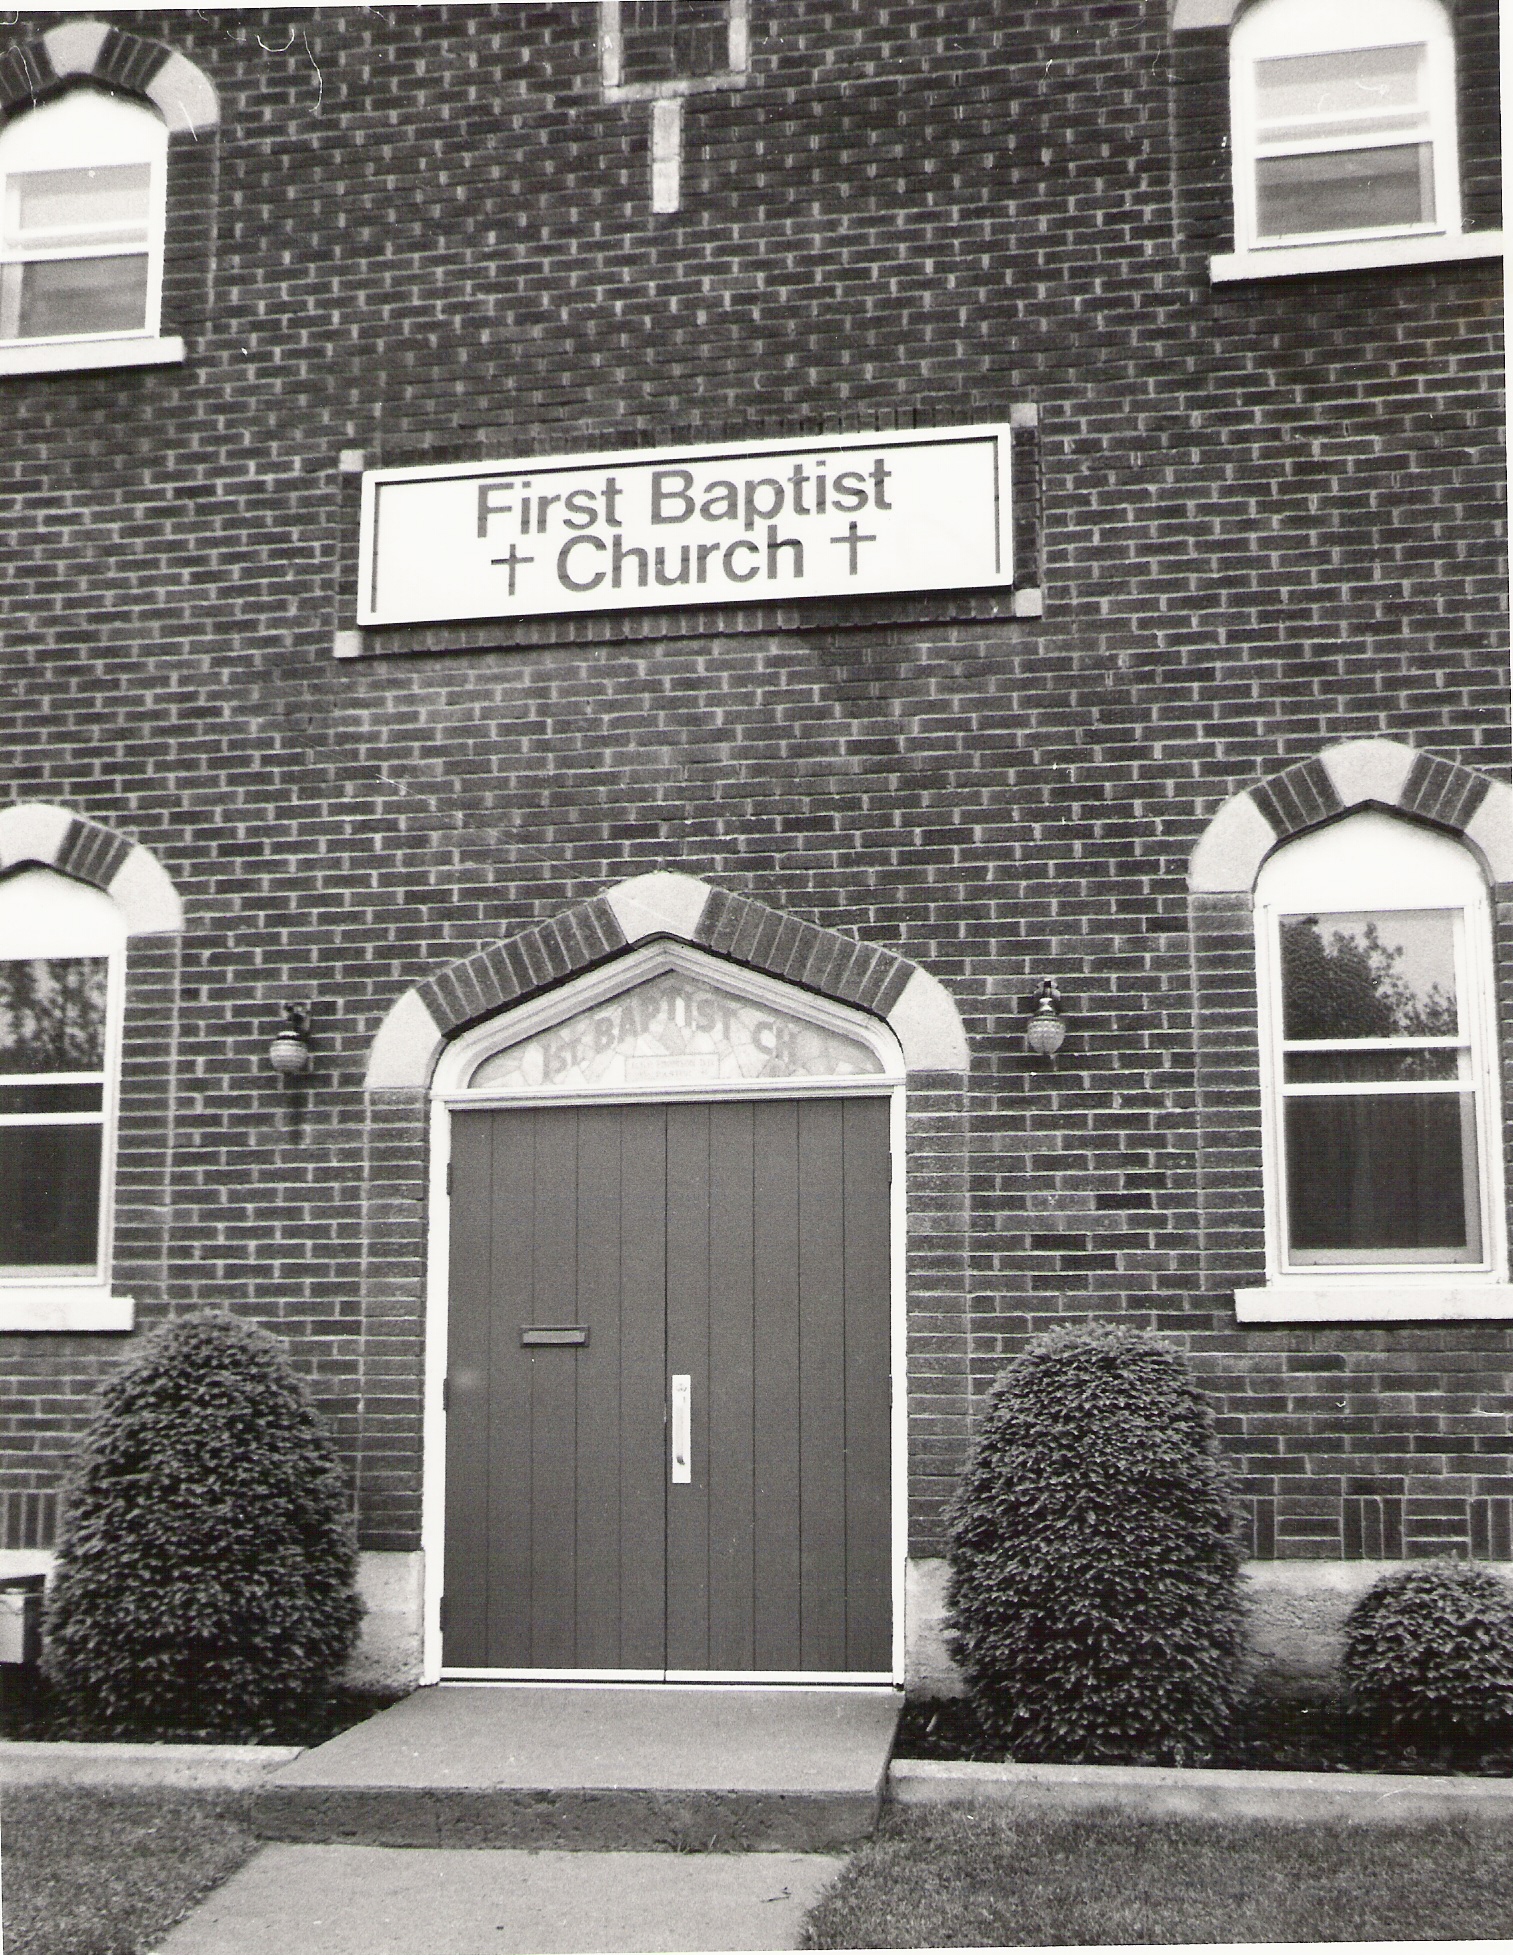 First Baptist
✝ Church ✝
1ST BAPTIST CH